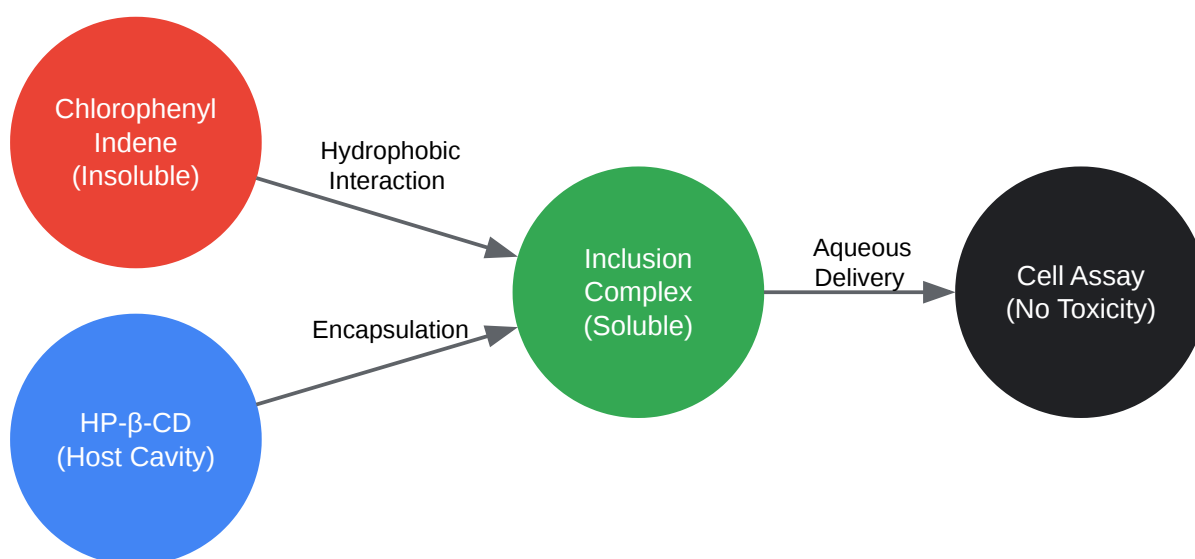 Chlorophenyl
Indene
(Insoluble)
Hydrophobic
Interaction
HP-β-CD
(Host Cavity)
Encapsulation
Inclusion
Complex
(Soluble)
Aqueous
Delivery
Cell Assay
(No Toxicity)